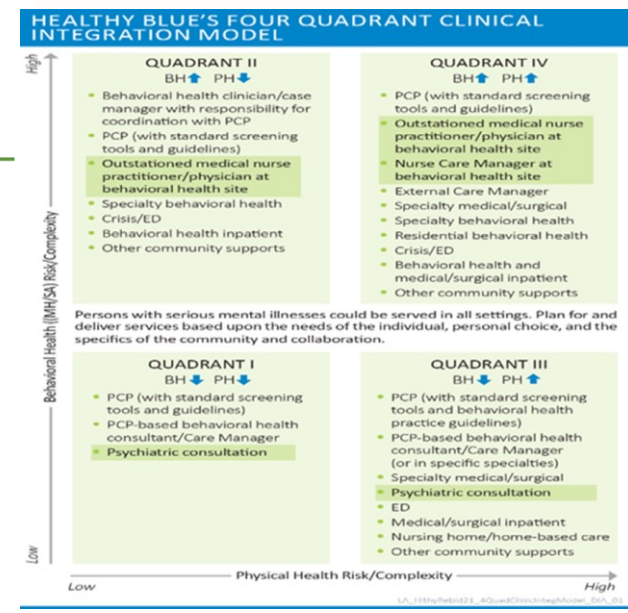 HEALTHY BLUE'S FOUR QUADRANT CLINICAL
INTEGRATION MODEL
High
Behavioral Health ((MH/SA) Risk/Complexity
Low
QUADRANT II
BH PH
• Behavioral health clinician/case
manager with responsibility for
coordination with PCP
• PCP (with standard screening
tools and guidelines)
• Outstationed medical nurse
practitioner/physician at
behavioral health site
• Specialty behavioral health
• Crisis/ED
• Behavioral health inpatient
• Other community supports
QUADRANT IV
BH PH
• PCP (with standard screening
tools and guidelines)
• Outstationed medical nurse
practitioner/physician at
behavioral health site
• Nurse Care Manager at
behavioral health site
• External Care Manager
• Specialty medical/surgical
• Specialty behavioral health
• Residential behavioral health
• Crisis/ED
• Behavioral health and
medical/surgical inpatient
• Other community supports
Persons with serious mental illnesses could be served in all settings. Plan for and
deliver services based upon the needs of the individual, personal choice, and the
specifics of the community and collaboration.
QUADRANT I
BH PH
• PCP (with standard screening
tools and guidelines)
• PCP-based behavioral health
consultant/Care Manager
• Psychiatric consultation
QUADRANT III
BH PH
• PCP (with standard screening
tools and behavioral health
practice guidelines)
• PCP-based behavioral health
consultant/Care Manager
(or in specific specialties)
• Specialty medical/surgical
• Psychiatric consultation
• ED
• Medical/surgical inpatient
• Nursing home/home-based care
• Other community supports
Physical Health Risk/Complexity
Low
High